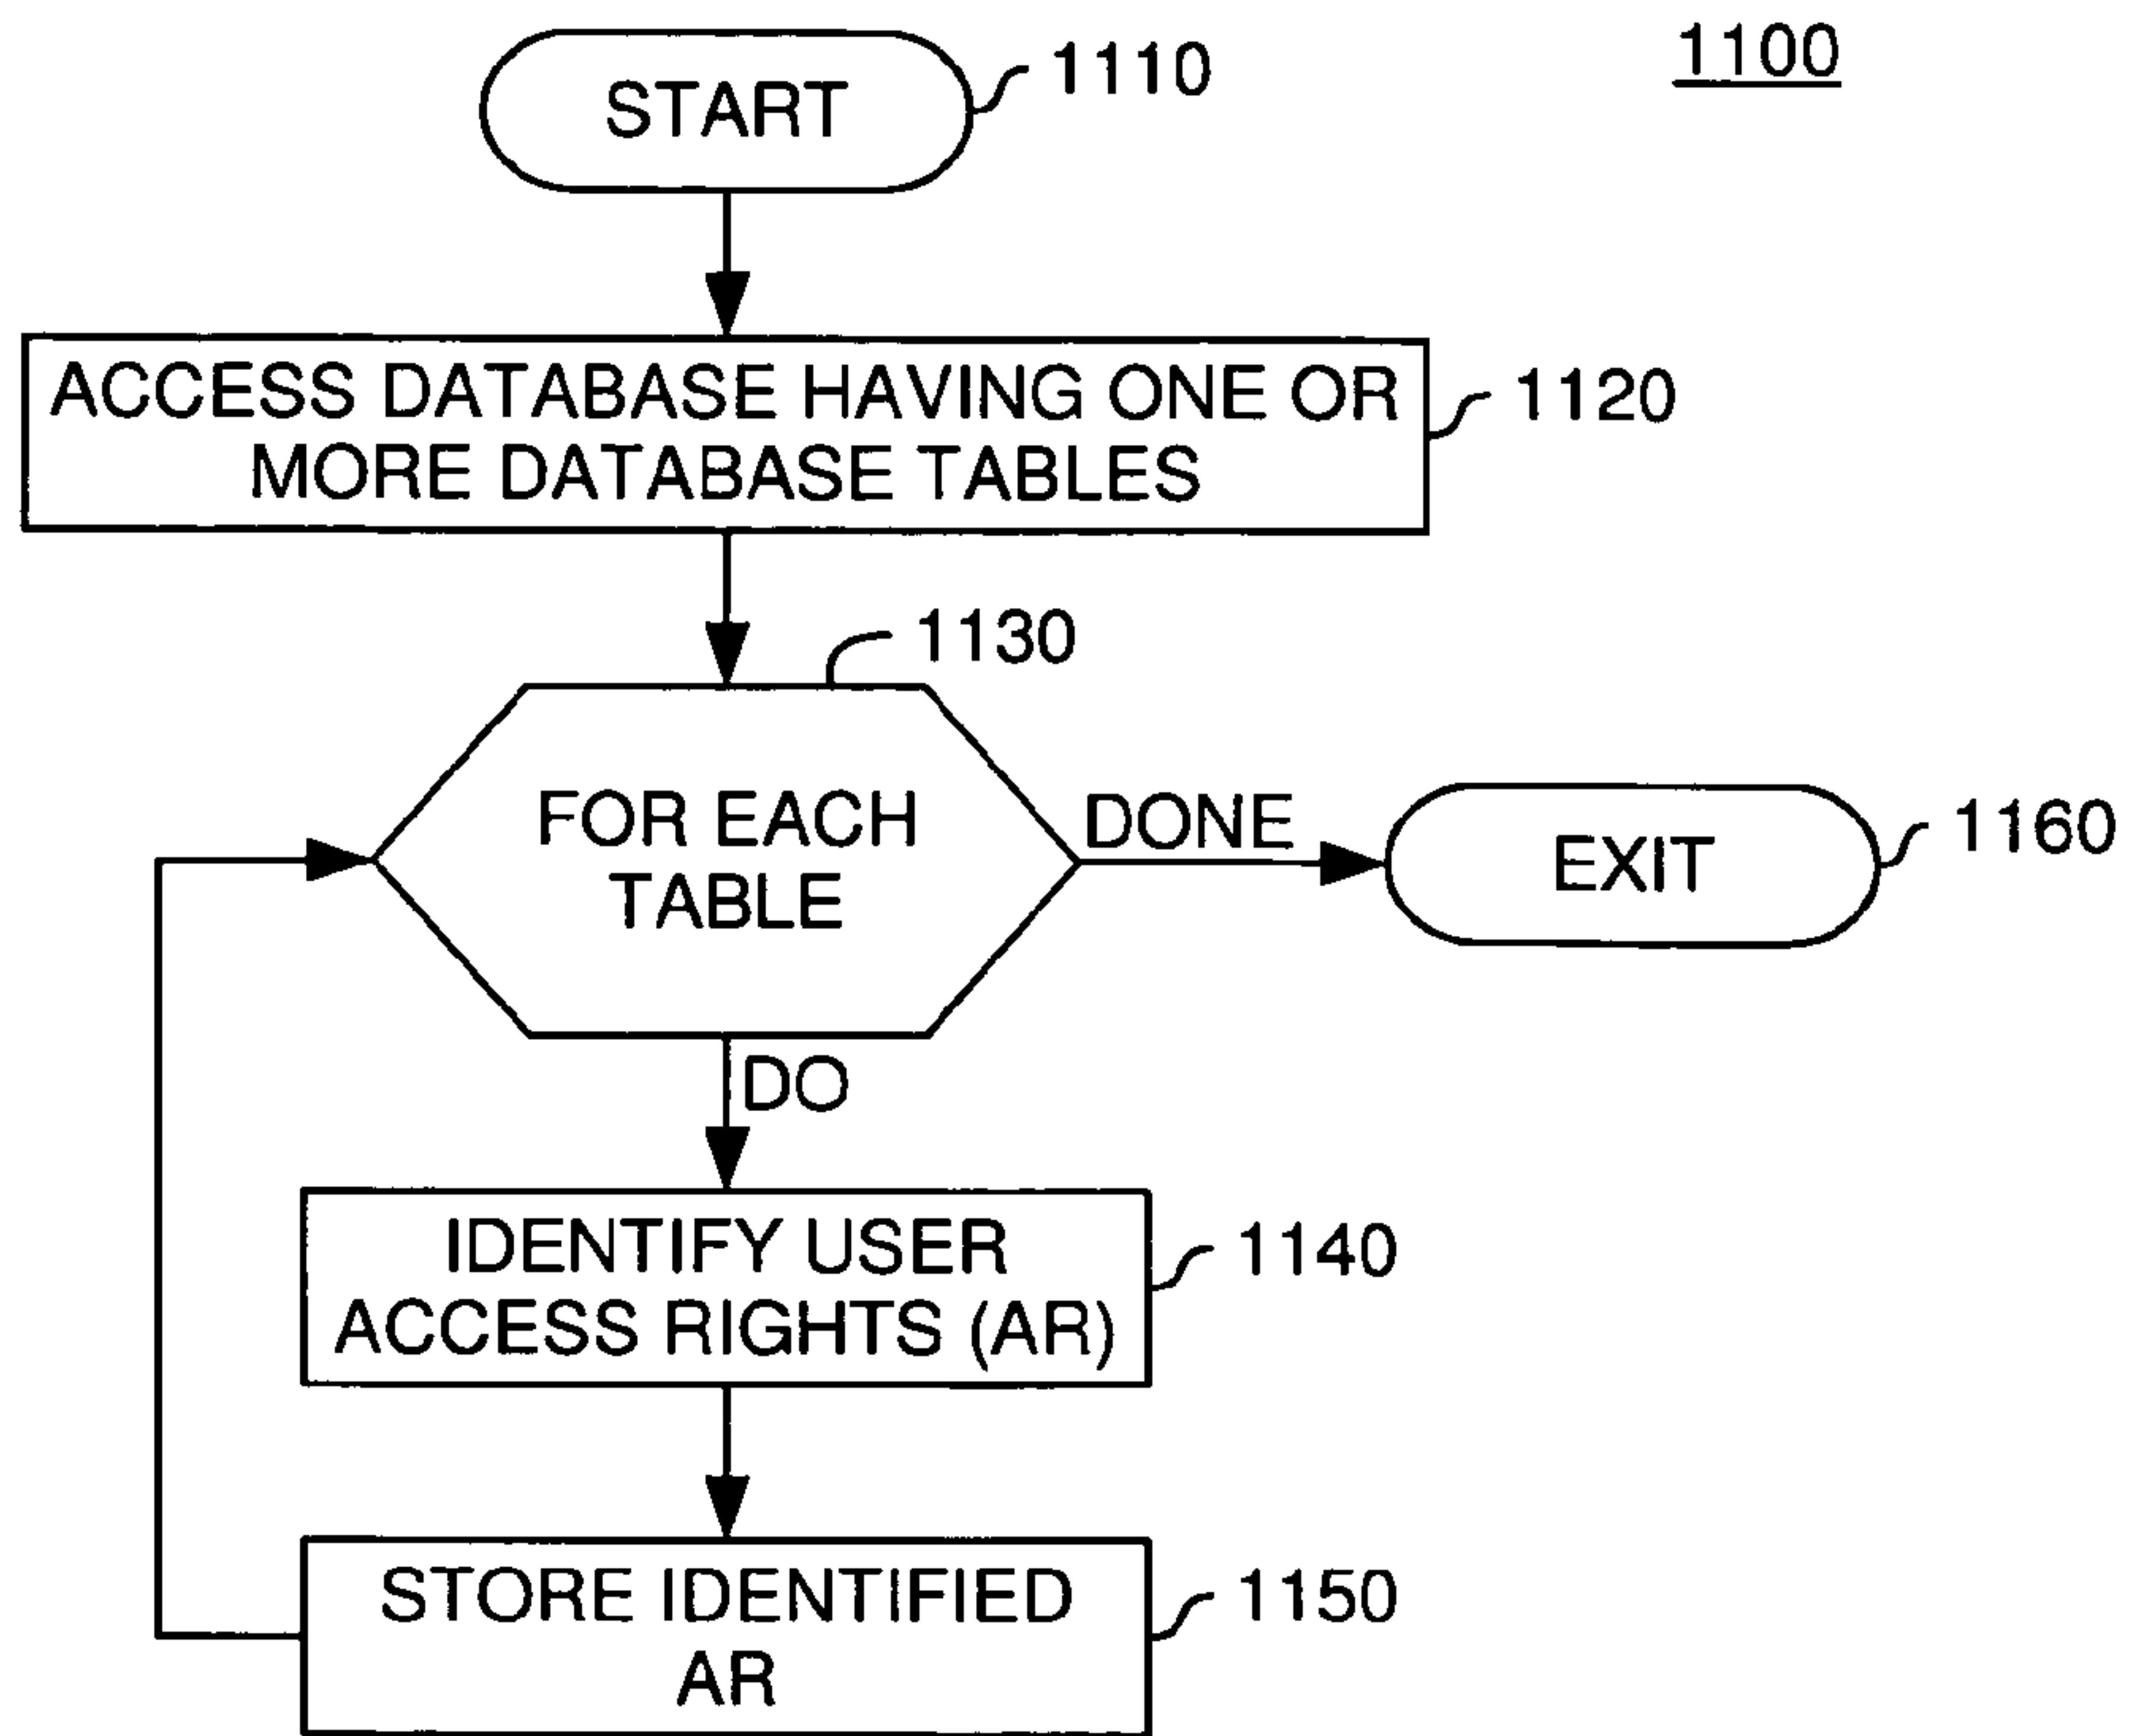 1100
START
1110
ACCESS DATABASE HAVING ONE OR
MORE DATABASE TABLES
1120
1130
FOR EACH
TABLE
DONE
EXIT
1160
DO
IDENTIFY USER
ACCESS RIGHTS (AR)
1140
STORE IDENTIFIED
AR
1150